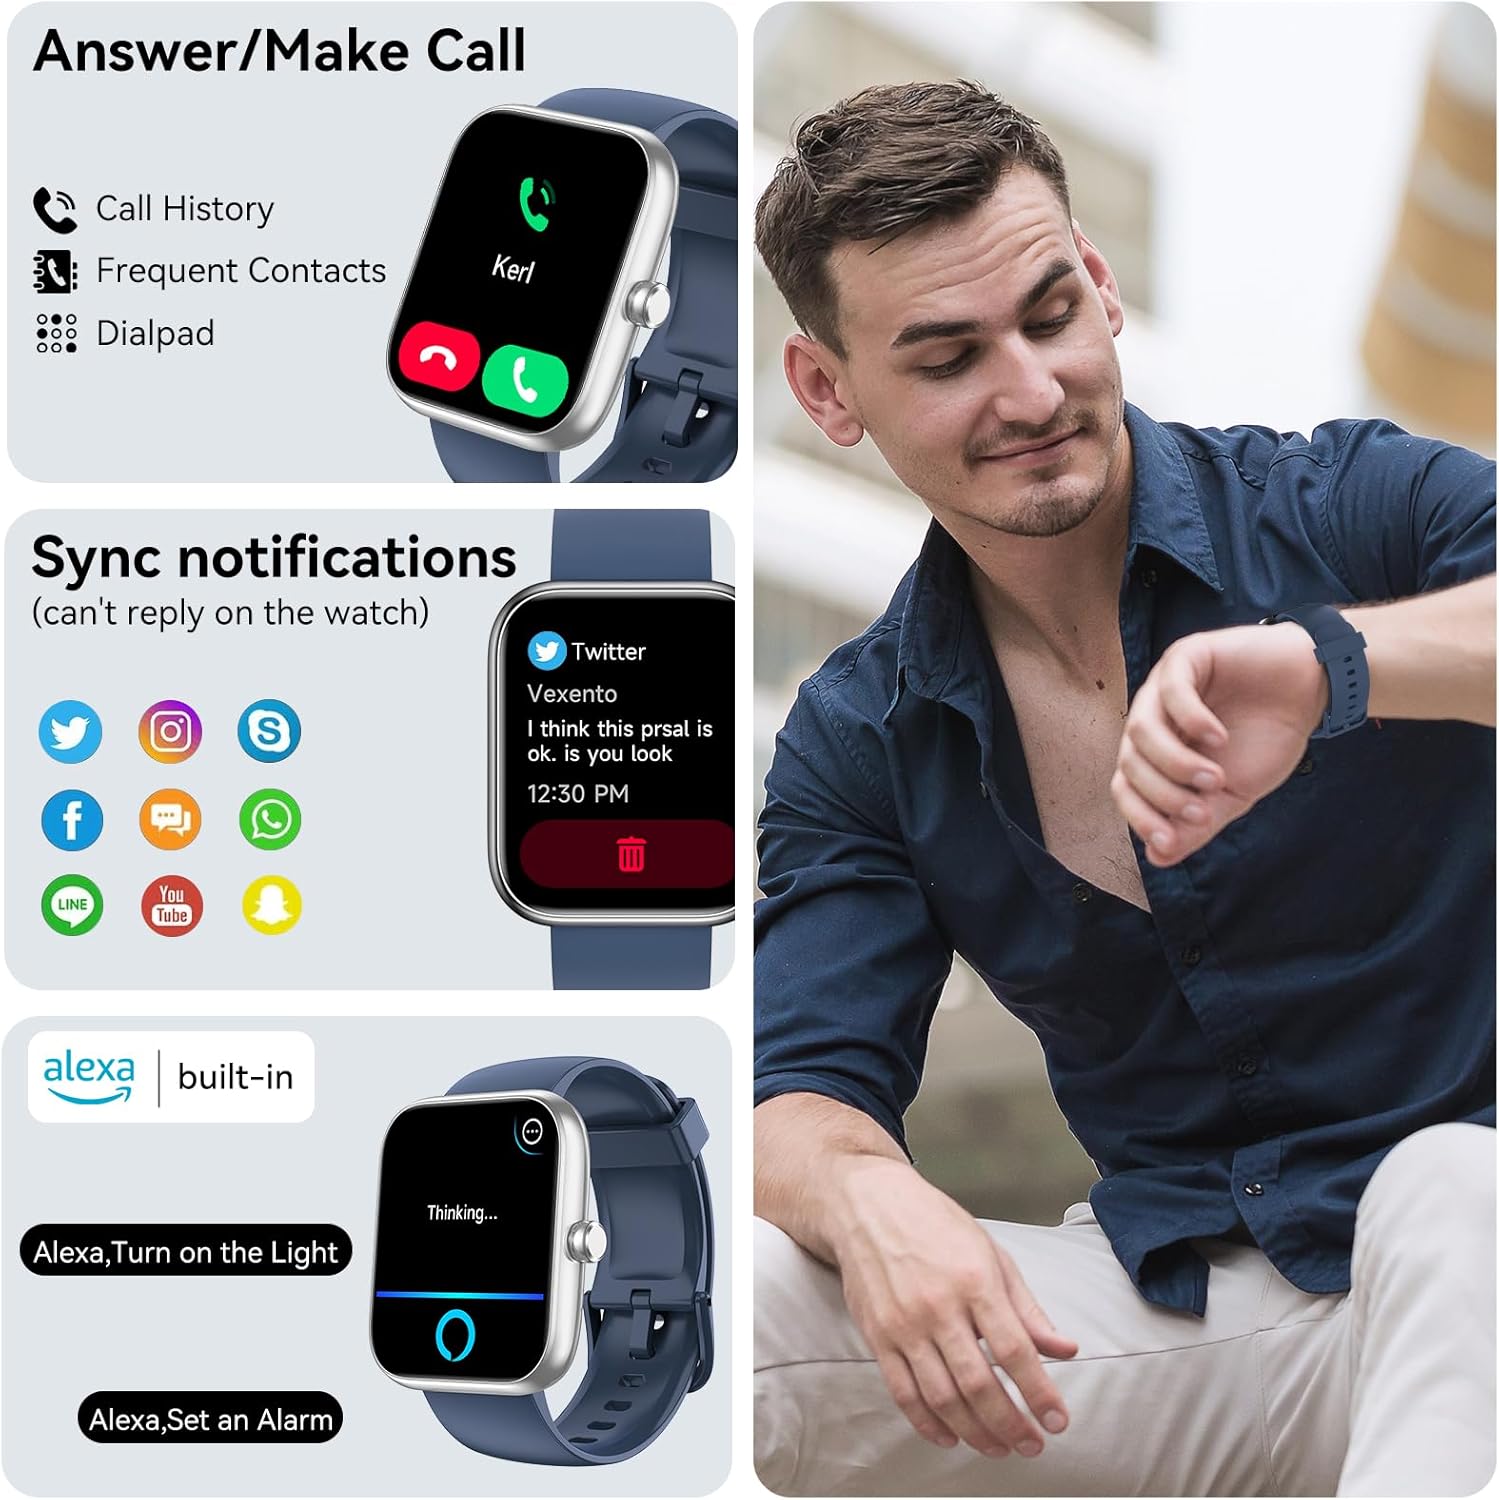 Answer/Make Call
Call History
Frequent Contacts
Dialpad
Kerl
Sync notifications
(can't reply on the watch)
LINE
You
Tube
Twitter
Vexento
I think this prsal is
ok. is you look
12:30 PM
alexa | built-in
Thinking...
Alexa,Turn on the Light
Alexa,Set an Alarm